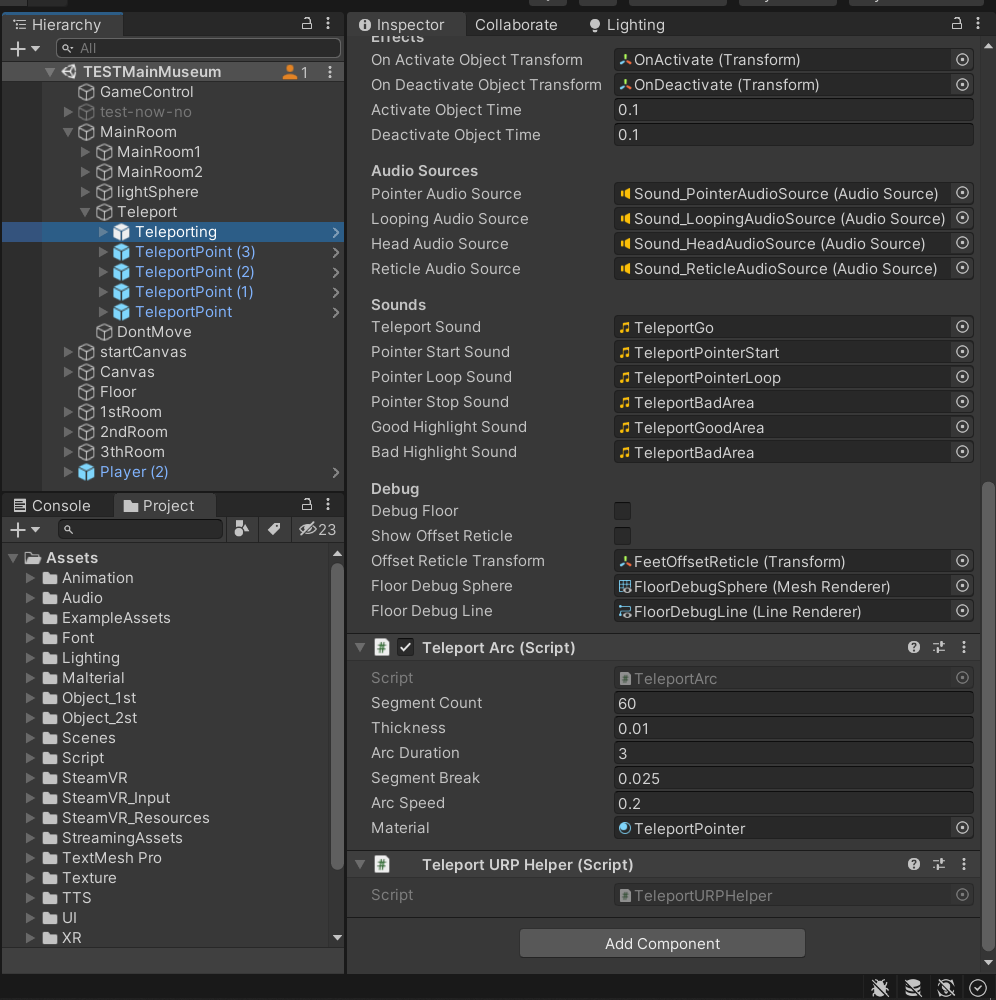 Hierarchy
All
TESTMainMuseum 1
GameControl
test-now-no
MainRoom
MainRoom1
MainRoom2
lightSphere
Teleport
Teleporting
TeleportPoint (3)
TeleportPoint (2)
TeleportPoint (1)
TeleportPoint
DontMove
startCanvas
Canvas
Floor
1stRoom
2ndRoom
3thRoom
Player (2)
Console Project
23
Assets
Animation
Audio
ExampleAssets
Font
Lighting
Malterial
Object_1st
Object_2st
Scenes
Script
SteamVR
SteamVR_Input
SteamVR_Resources
StreamingAssets
TextMesh Pro
Texture
TTS
UI
XR
Inspector Collaborate Lighting
Effects
On Activate Object Transform OnActivate (Transform)
On Deactivate Object Transform OnDeactivate (Transform)
Activate Object Time 0.1
Deactivate Object Time 0.1
Audio Sources
Pointer Audio Source Sound_PointerAudioSource (Audio Source)
Looping Audio Source Sound_LoopingAudioSource (Audio Source)
Head Audio Source Sound_HeadAudioSource (Audio Source)
Reticle Audio Source Sound_ReticleAudioSource (Audio Source)
Sounds
Teleport Sound TeleportGo
Pointer Start Sound TeleportPointerStart
Pointer Loop Sound TeleportPointerLoop
Pointer Stop Sound TeleportBadArea
Good Highlight Sound TeleportGoodArea
Bad Highlight Sound TeleportBadArea
Debug
Debug Floor
Show Offset Reticle
Offset Reticle Transform FeetOffsetReticle (Transform)
Floor Debug Sphere FloorDebugSphere (Mesh Renderer)
Floor Debug Line FloorDebugLine (Line Renderer)
# Teleport Arc (Script)
Script TeleportArc
Segment Count 60
Thickness 0.01
Arc Duration 3
Segment Break 0.025
Arc Speed 0.2
Material TeleportPointer
# Teleport URP Helper (Script)
Script TeleportURPHelper
Add Component